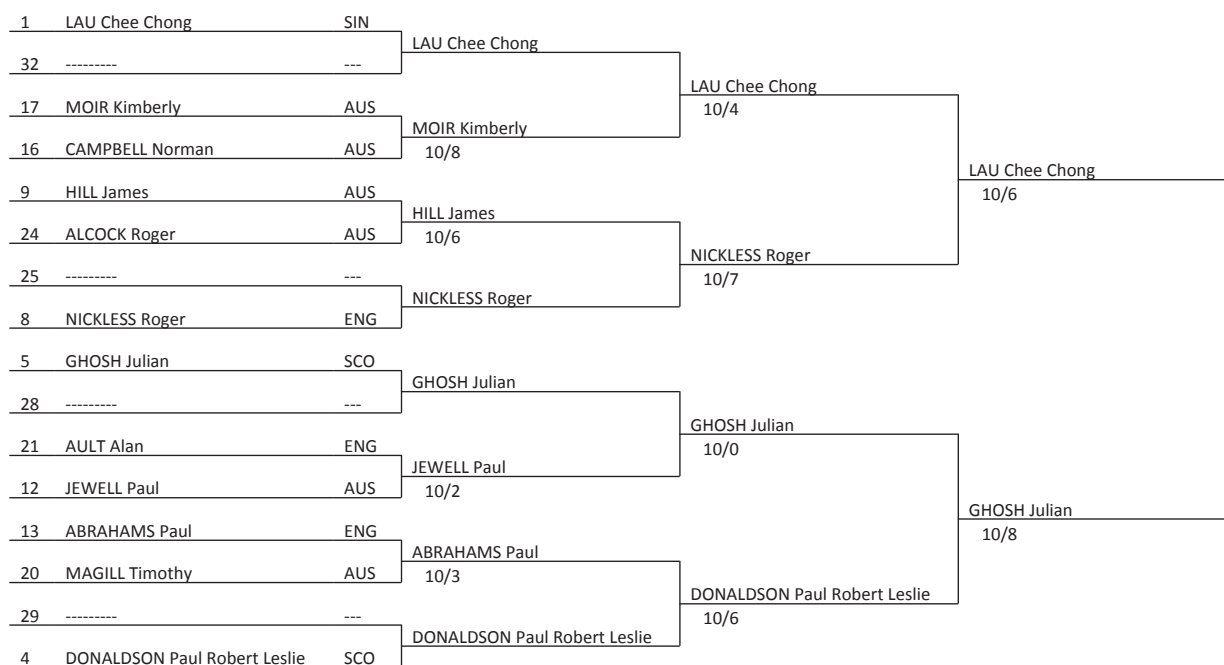 1 LAU Chee Chong SIN
LAU Chee Chong
32 --------- ---
LAU Chee Chong
10/4
17 MOIR Kimberly AUS
MOIR Kimberly
10/8
16 CAMPBELL Norman AUS
LAU Chee Chong
10/6
9 HILL James AUS
HILL James
10/6
24 ALCOCK Roger AUS
NICKLESS Roger
10/7
25 --------- ---
NICKLESS Roger
8 NICKLESS Roger ENG
5 GHOSH Julian SCO
GHOSH Julian
28 --------- ---
GHOSH Julian
10/0
21 AULT Alan ENG
JEWELL Paul
10/2
12 JEWELL Paul AUS
GHOSH Julian
10/8
13 ABRAHAMS Paul ENG
ABRAHAMS Paul
10/3
20 MAGILL Timothy AUS
DONALDSON Paul Robert Leslie
10/6
29 --------- ---
DONALDSON Paul Robert Leslie
4 DONALDSON Paul Robert Leslie SCO